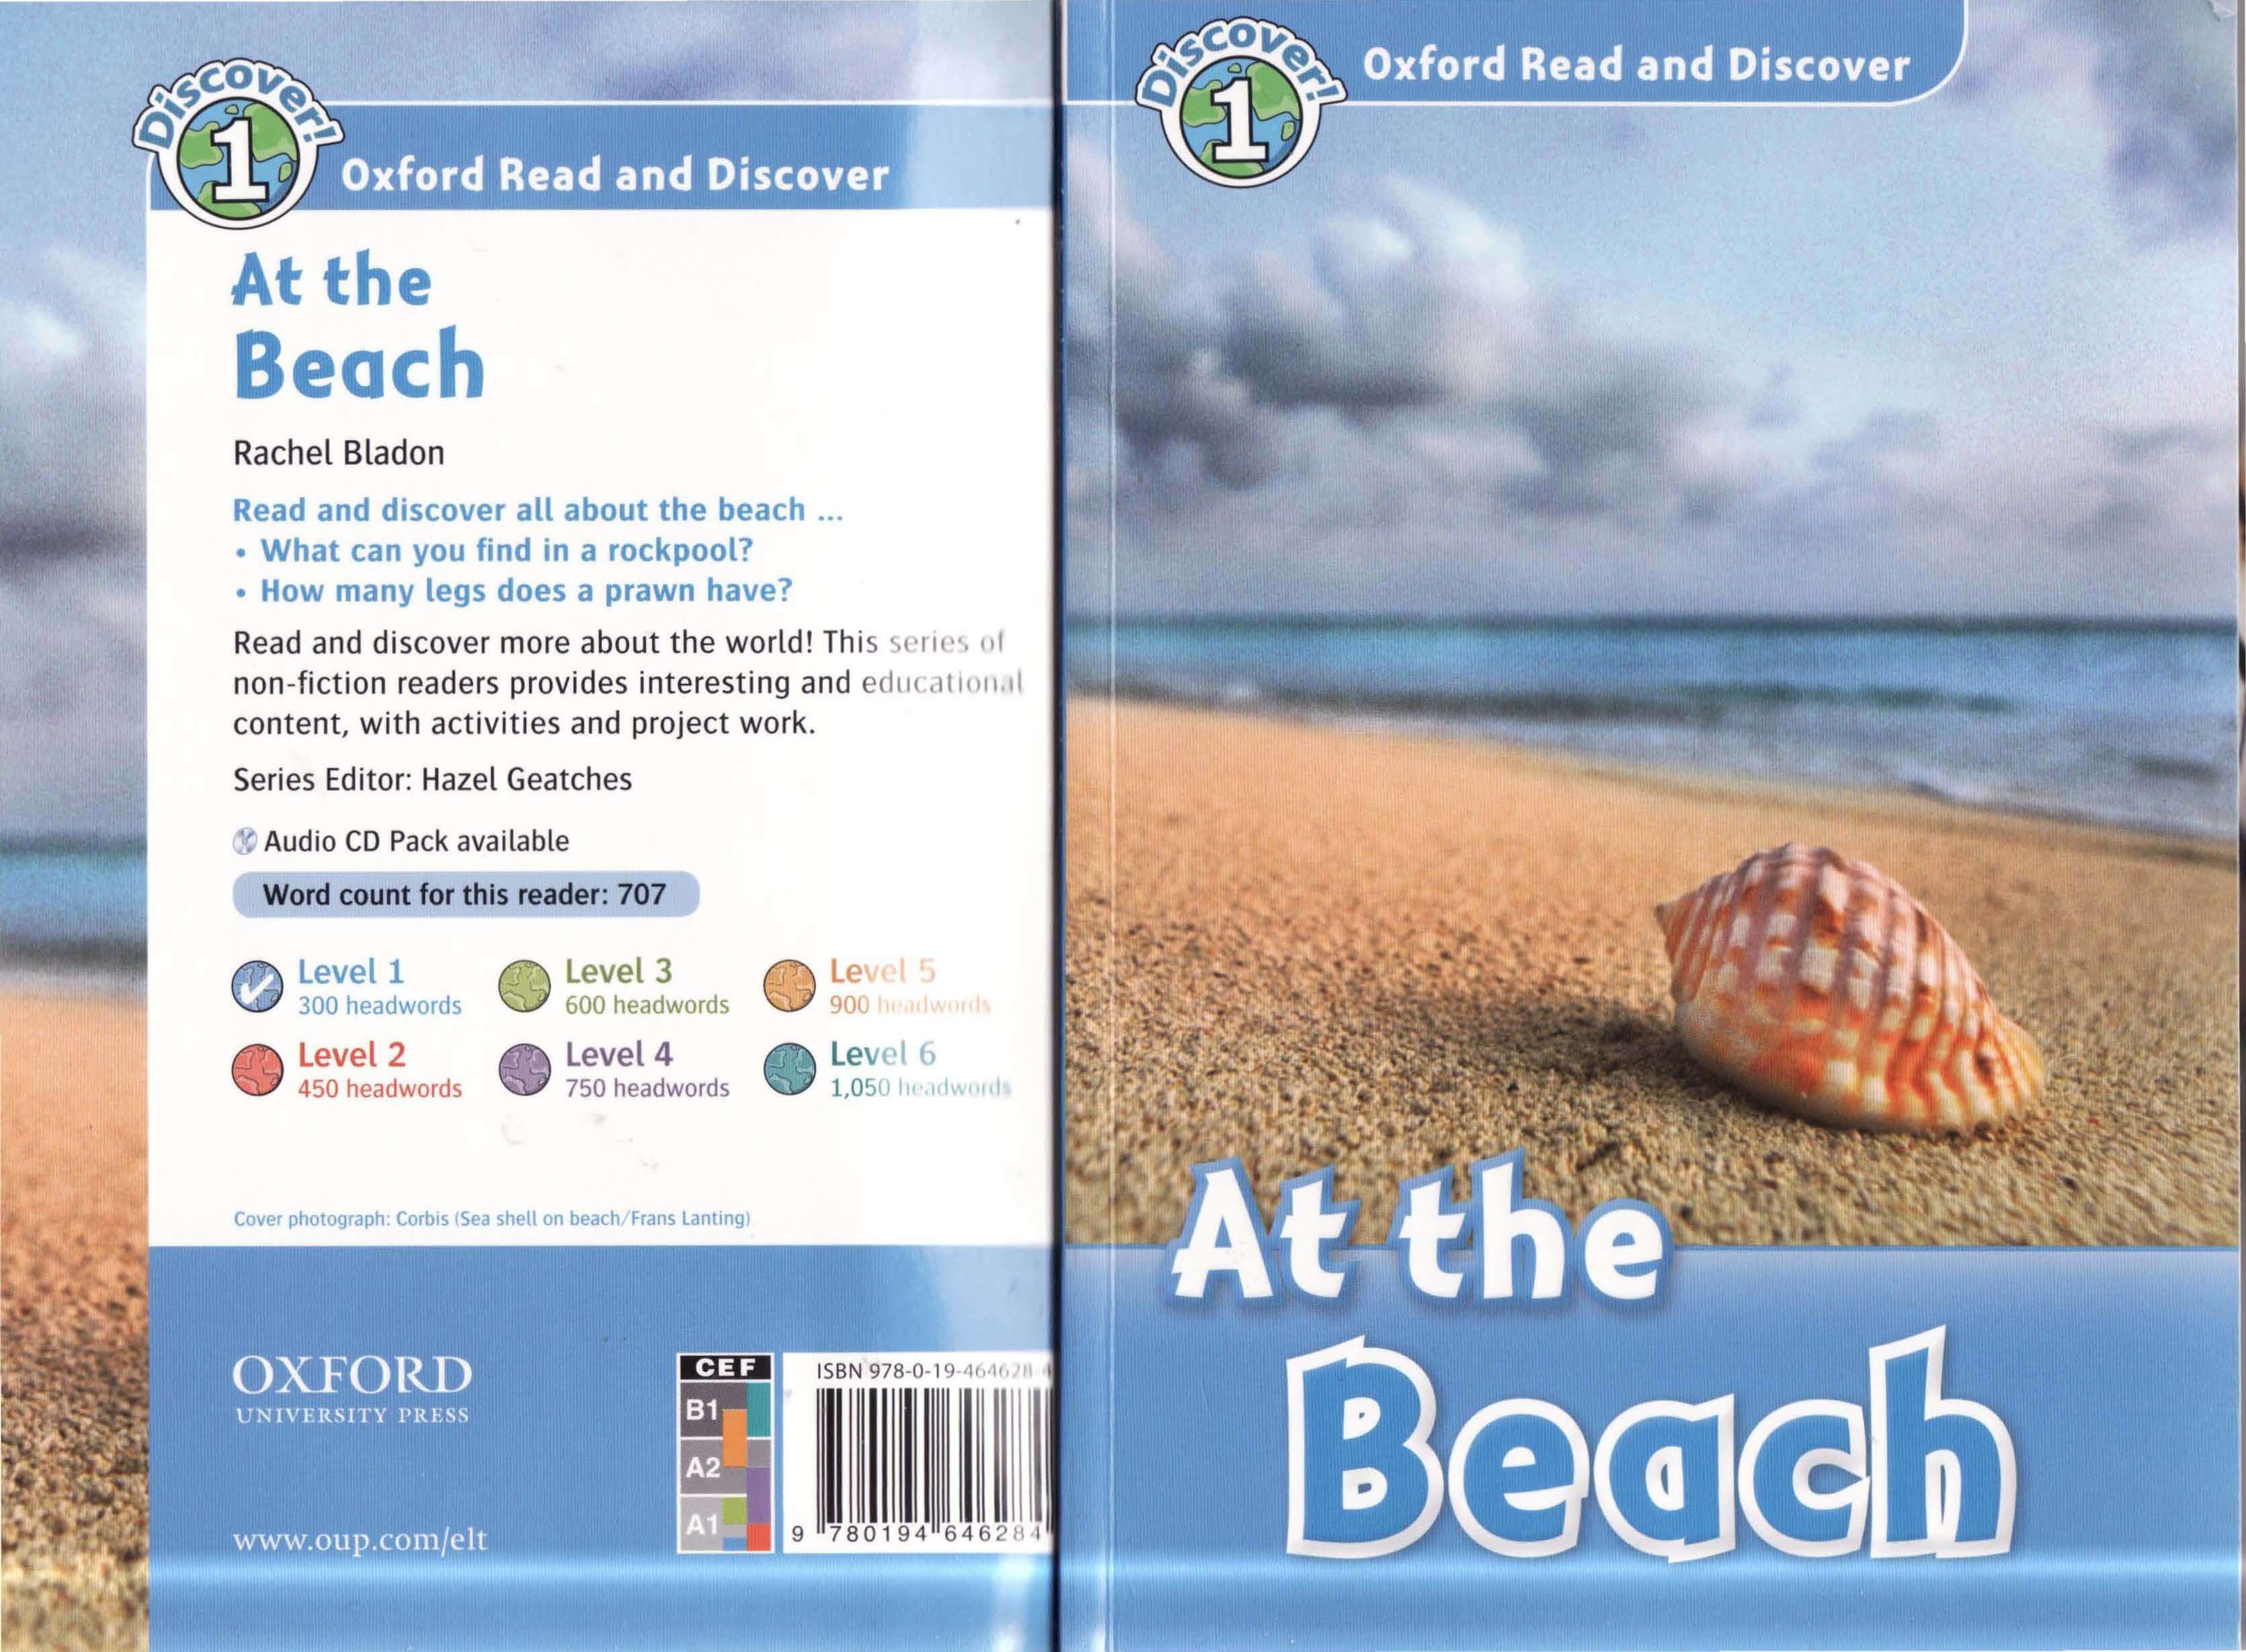 Discover!
1
Oxford Read and Discover
At the
Beach
Rachel Bladon
Read and discover all about the beach ...
• What can you find in a rockpool?
• How many legs does a prawn have?
Read and discover more about the world! This series of
non-fiction readers provides interesting and educational
content, with activities and project work.
Series Editor: Hazel Geatches
Audio CD Pack available
Word count for this reader: 707
Level 1
300 headwords
Level 2
450 headwords
Level 3
600 headwords
Level 4
750 headwords
Level 5
900 headwords
Level 6
1,050 headwords
Cover photograph: Corbis (Sea shell on beach/Frans Lanting)
OXFORD
UNIVERSITY PRESS
www.oup.com/elt
CEF
B1
A2
A1
ISBN 978-0-19-464628-4
9 780194 646284
Discover!
1
Oxford Read and Discover
At the
Beach